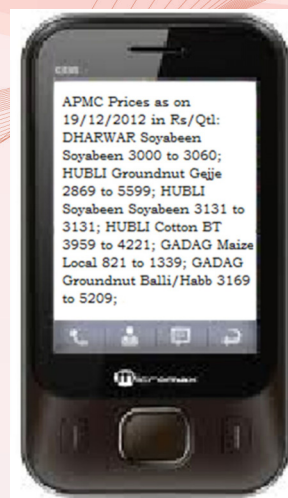 APMC Prices as on
19/12/2012 in Rs/Qtl:
DHARWAR Soyabeen
Soyabeen 3000 to 3060;
HUBLI Groundnut Gejje
2869 to 5599; HUBLI
Soyabeen Soyabeen 3131 to
3131; HUBLI Cotton BT
3959 to 4221; GADAG Maize
Local 821 to 1339; GADAG
Groundnut Balli/Habb 3169
to 5209;
Micromax